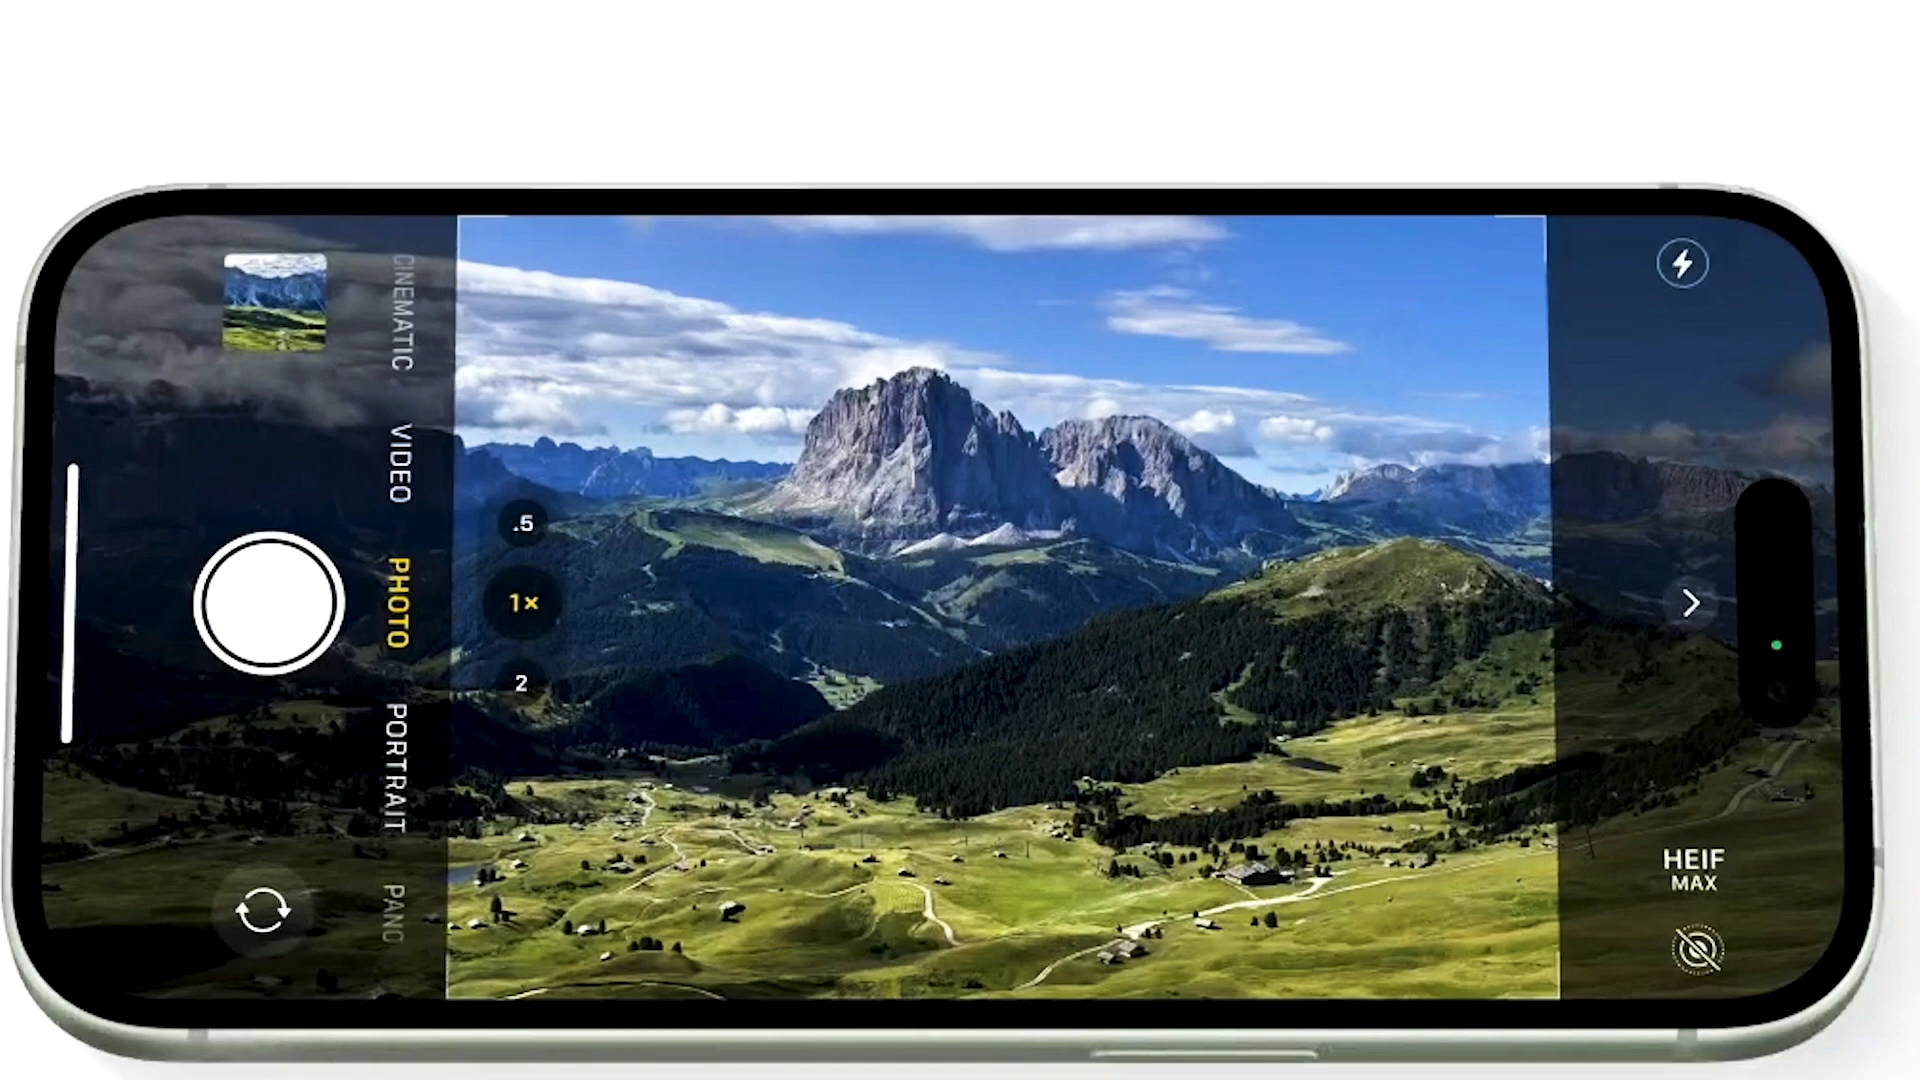 CINEMATIC
VIDEO
PHOTO
PORTRAIT
PANO
.5
1×
2
HEIF
MAX